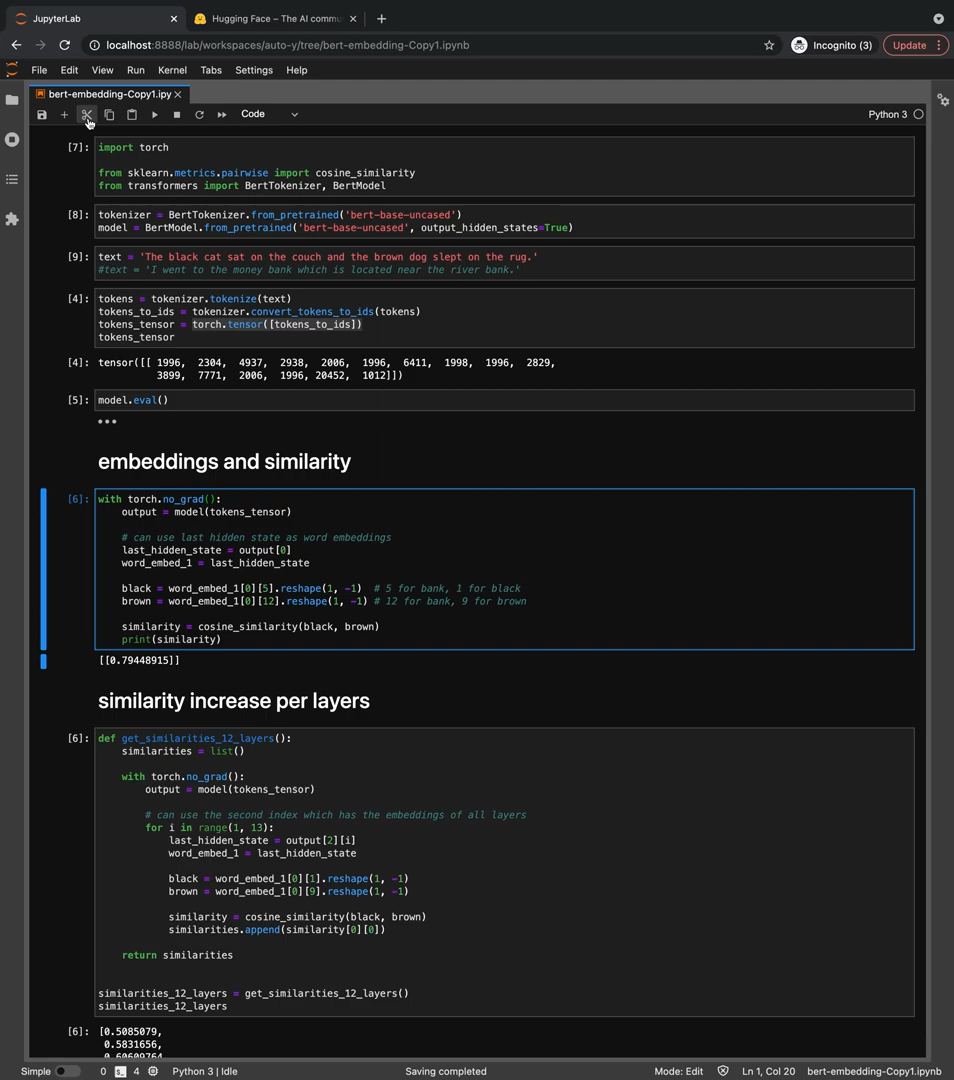 JupyterLab
Hugging Face – The AI commu
localhost:8888/lab/workspaces/auto-y/tree/bert-embedding-Copy1.ipynb
Incognito (3)
Update
File Edit View Run Kernel Tabs Settings Help
bert-embedding-Copy1.ipy
Code
Python 3
[7]: import torch
from sklearn.metrics.pairwise import cosine_similarity
from transformers import BertTokenizer, BertModel
[8]: tokenizer = BertTokenizer.from_pretrained('bert-base-uncased')
model = BertModel.from_pretrained('bert-base-uncased', output_hidden_states=True)
[9]: text = 'The black cat sat on the couch and the brown dog slept on the rug.'
#text = 'I went to the money bank which is located near the river bank.'
[4]: tokens = tokenizer.tokenize(text)
tokens_to_ids = tokenizer.convert_tokens_to_ids(tokens)
tokens_tensor = torch.tensor([tokens_to_ids])
tokens_tensor
[4]: tensor([[ 1996, 2304, 4937, 2938, 2006, 1996, 6411, 1998, 1996, 2829,
3899, 7771, 2006, 1996, 20452, 1012]])
[5]: model.eval()
•••
embeddings and similarity
[6]: with torch.no_grad():
output = model(tokens_tensor)
# can use last hidden state as word embeddings
last_hidden_state = output[0]
word_embed_1 = last_hidden_state
black = word_embed_1[0][5].reshape(1, -1) # 5 for bank, 1 for black
brown = word_embed_1[0][12].reshape(1, -1) # 12 for bank, 9 for brown
similarity = cosine_similarity(black, brown)
print(similarity)
[[0.79448915]]
similarity increase per layers
[6]: def get_similarities_12_layers():
similarities = list()
with torch.no_grad():
output = model(tokens_tensor)
# can use the second index which has the embeddings of all layers
for i in range(1, 13):
last_hidden_state = output[2][i]
word_embed_1 = last_hidden_state
black = word_embed_1[0][1].reshape(1, -1)
brown = word_embed_1[0][9].reshape(1, -1)
similarity = cosine_similarity(black, brown)
similarities.append(similarity[0][0])
return similarities
similarities_12_layers = get_similarities_12_layers()
similarities_12_layers
[6]: [0.5085079,
0.5831656,
0.60609764
Simple 0 4 Python 3 | Idle Saving completed Mode: Edit Ln 1, Col 20 bert-embedding-Copy1.ipynb